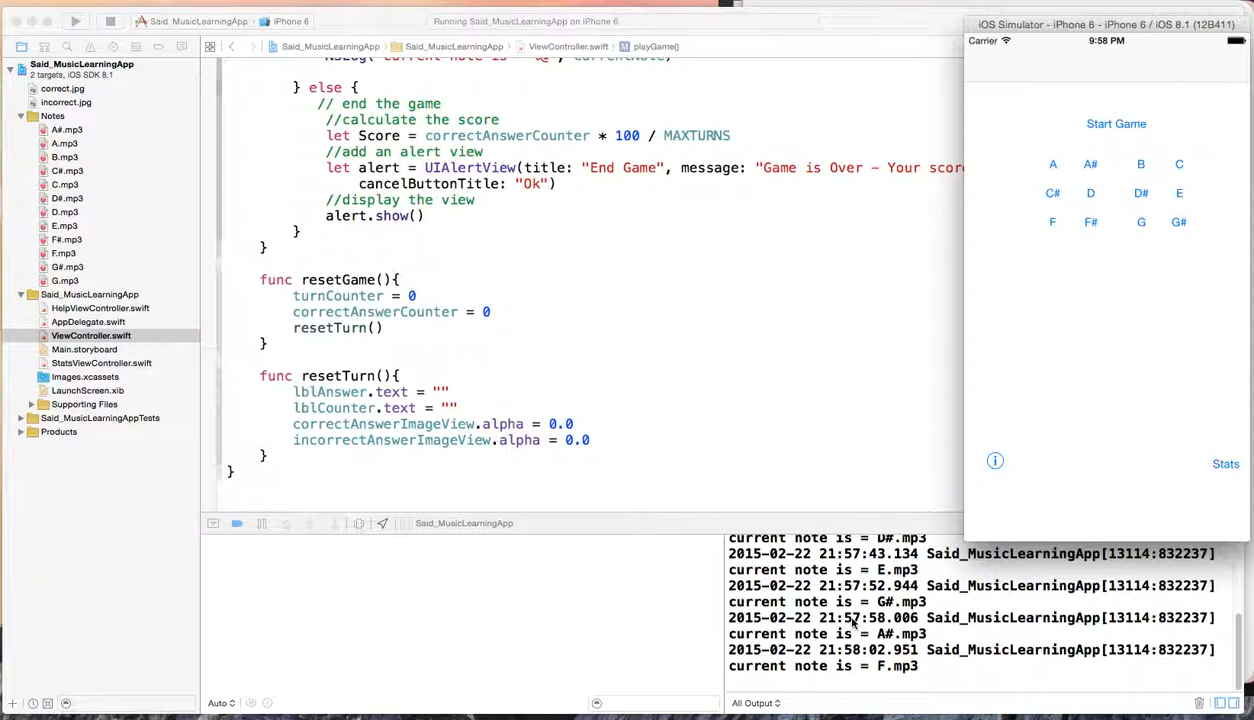 Said_MusicLearningApp
iPhone 6
Running Said_MusicLearningApp on iPhone 6
iOS Simulator - iPhone 6 - iPhone 6 / iOS 8.1 (12B411)
Carrier
9:58 PM
Said_MusicLearningApp
Said_MusicLearningApp
ViewController.swift
playGame()
Said_MusicLearningApp
2 targets, iOS SDK 8.1
correct.jpg
incorrect.jpg
Notes
A#.mp3
A.mp3
B.mp3
C#.mp3
C.mp3
D#.mp3
D.mp3
E.mp3
F#.mp3
F.mp3
G#.mp3
G.mp3
Said_MusicLearningApp
HelpViewController.swift
AppDelegate.swift
ViewController.swift
Main.storyboard
StatsViewController.swift
Images.xcassets
LaunchScreen.xib
Supporting Files
Said_MusicLearningAppTests
Products
} else {
// end the game
//calculate the score
let Score = correctAnswerCounter * 100 / MAXTURNS
//add an alert view
let alert = UIAlertView(title: "End Game", message: "Game is Over - Your score
cancelButtonTitle: "Ok")
//display the view
alert.show()
}
}
func resetGame(){
turnCounter = 0
correctAnswerCounter = 0
resetTurn()
}
func resetTurn(){
lblAnswer.text = ""
lblCounter.text = ""
correctAnswerImageView.alpha = 0.0
incorrectAnswerImageView.alpha = 0.0
}
}
Start Game
A A# B C
C# D D# E
F F# G G#
i
Stats
Said_MusicLearningApp
current note is = D#.mp3
2015-02-22 21:57:43.134 Said_MusicLearningApp[13114:832237]
current note is = E.mp3
2015-02-22 21:57:52.944 Said_MusicLearningApp[13114:832237]
current note is = G#.mp3
2015-02-22 21:57:58.006 Said_MusicLearningApp[13114:832237]
current note is = A#.mp3
2015-02-22 21:58:02.951 Said_MusicLearningApp[13114:832237]
current note is = F.mp3
Auto
All Output